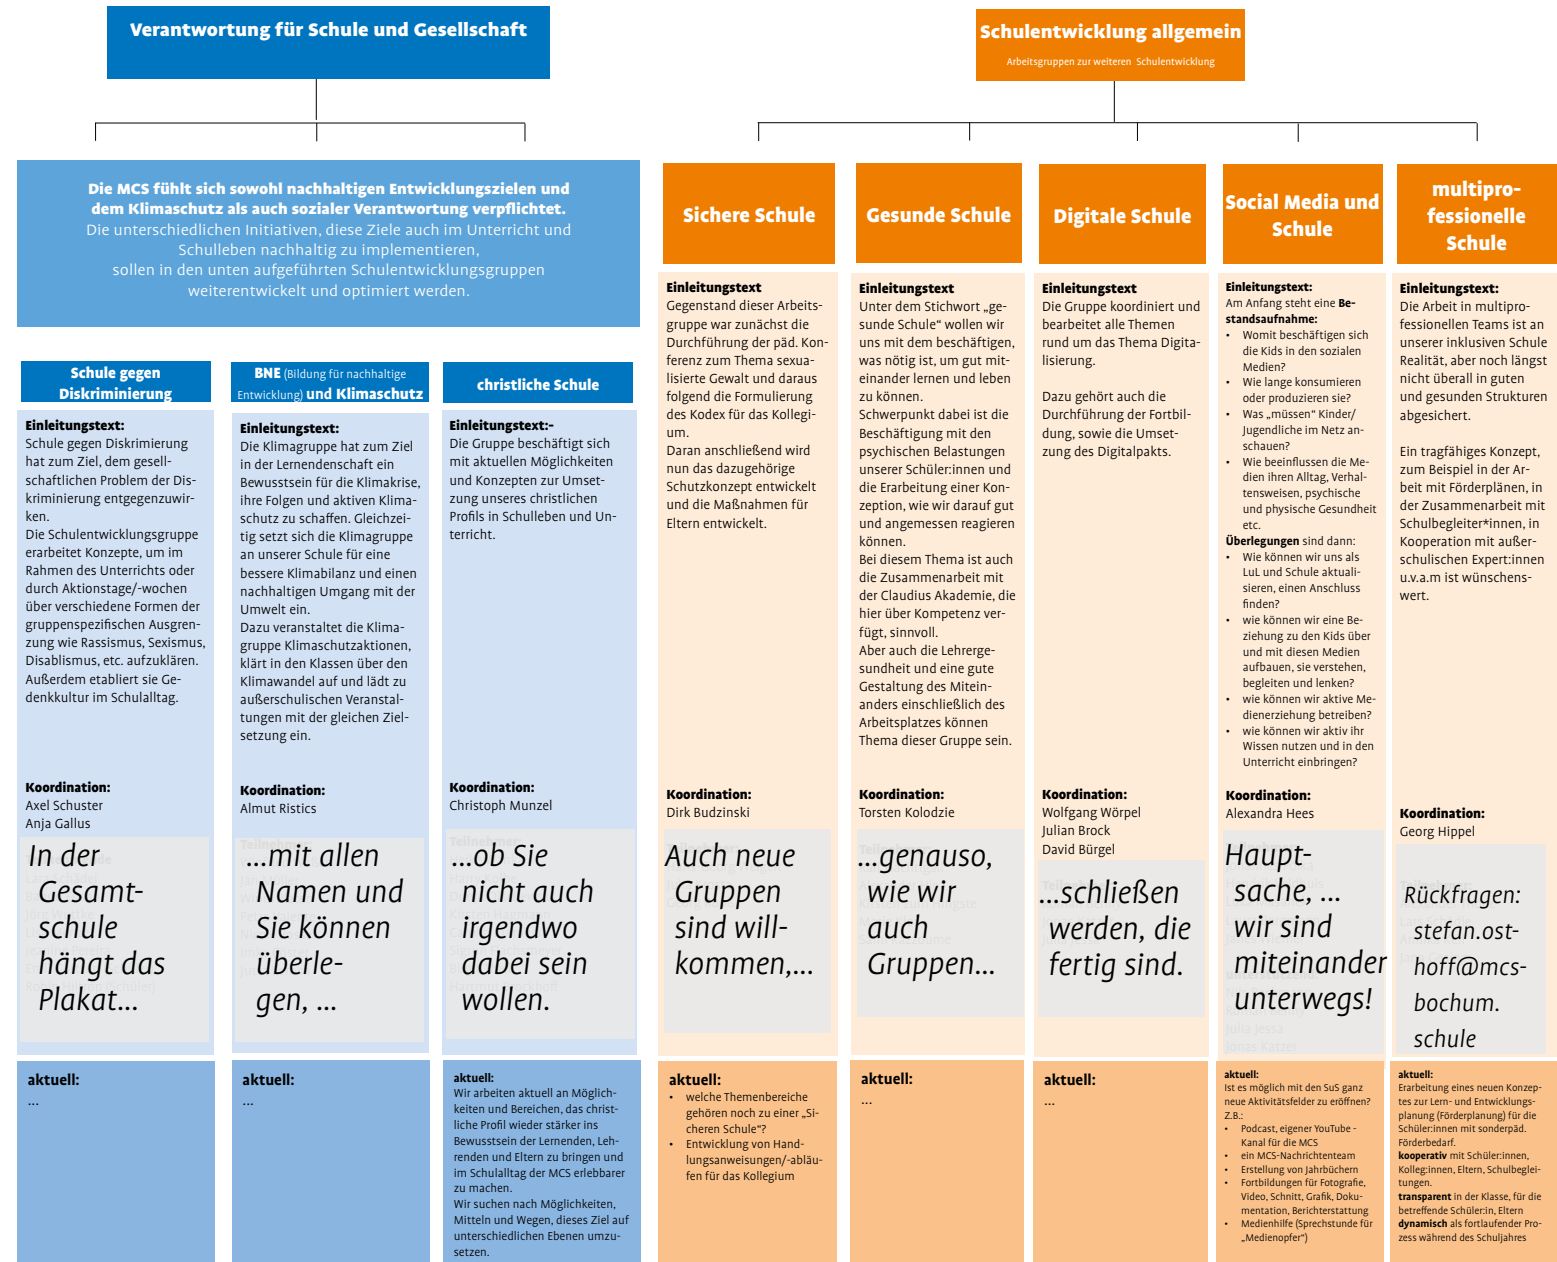 Verantwortung für Schule und Gesellschaft
Schulentwicklung allgemein
Arbeitsgruppen zur weiteren Schulentwicklung
Die MCS fühlt sich sowohl nachhaltigen Entwicklungszielen und
dem Klimaschutz als auch sozialer Verantwortung verpflichtet.
Die unterschiedlichen Initiativen, diese Ziele auch im Unterricht und
Schulleben nachhaltig zu implementieren,
sollen in den unten aufgeführten Schulentwicklungsgruppen
weiterentwickelt und optimiert werden.
Schule gegen
Diskriminierung
Einleitungstext:
Schule gegen Diskrimierung
hat zum Ziel, dem gesell-
schaftlichen Problem der Dis-
kriminierung entgegenzuwir-
ken.
Die Schulentwicklungsgruppe
erarbeitet Konzepte, um im
Rahmen des Unterrichts oder
durch Aktionstage/-wochen
über verschiedene Formen der
gruppenspezifischen Ausgren-
zung wie Rassismus, Sexismus,
Disablismus, etc. aufzuklären.
Außerdem etabliert sie Ge-
denkkultur im Schulalltag.
Koordination:
Axel Schuster
Anja Gallus
In der
Gesamt-
schule
hängt das
Plakat...
aktuell:
...
BNE (Bildung für nachhaltige
Entwicklung) und Klimaschutz
Einleitungstext:
Die Klimagruppe hat zum Ziel
in der Lernendenschaft ein
Bewusstsein für die Klimakrise,
ihre Folgen und aktiven Klima-
schutz zu schaffen. Gleichzei-
tig setzt sich die Klimagruppe
an unserer Schule für eine
bessere Klimabilanz und einen
nachhaltigen Umgang mit der
Umwelt ein.
Dazu veranstaltet die Klima-
gruppe Klimaschutzaktionen,
klärt in den Klassen über den
Klimawandel auf und lädt zu
außerschulischen Veranstal-
tungen mit der gleichen Ziel-
setzung ein.
Koordination:
Almut Ristics
...mit allen
Namen und
Sie können
überle-
gen, ...
aktuell:
...
christliche Schule
Einleitungstext:-
Die Gruppe beschäftigt sich
mit aktuellen Möglichkeiten
und Konzepten zur Umset-
zung unseres christlichen
Profils in Schulleben und Un-
terricht.
Koordination:
Christoph Munzel
...ob Sie
nicht auch
irgendwo
dabei sein
wollen.
aktuell:
Wir arbeiten aktuell an Möglich-
keiten und Bereichen, das christ-
liche Profil wieder stärker ins
Bewusstsein der Lernenden, Leh-
renden und Eltern zu bringen und
im Schulalltag der MCS erlebbarer
zu machen.
Wir suchen nach Möglichkeiten,
Mitteln und Wegen, dieses Ziel auf
unterschiedlichen Ebenen umzu-
setzen.
Sichere Schule
Einleitungstext
Gegenstand dieser Arbeits-
gruppe war zunächst die
Durchführung der päd. Kon-
ferenz zum Thema sexua-
lisierte Gewalt und daraus
folgend die Formulierung
des Kodex für das Kollegi-
um.
Daran anschließend wird
nun das dazugehörige
Schutzkonzept entwickelt
und die Maßnahmen für
Eltern entwickelt.
Koordination:
Dirk Budzinski
Auch neue
Gruppen
sind will-
kommen,...
aktuell:
• welche Themenbereiche
gehören noch zu einer „Si-
cheren Schule“?
• Entwicklung von Hand-
lungsanweisungen/-abläu-
fen für das Kollegium
Gesunde Schule
Einleitungstext
Unter dem Stichwort „ge-
sunde Schule“ wollen wir
uns mit dem beschäftigen,
was nötig ist, um gut mit-
einander lernen und leben
zu können.
Schwerpunkt dabei ist die
Beschäftigung mit den
psychischen Belastungen
unserer Schüler:innen und
die Erarbeitung einer Kon-
zeption, wie wir darauf gut
und angemessen reagieren
können.
Bei diesem Thema ist auch
die Zusammenarbeit mit
der Claudius Akademie, die
hier über Kompetenz ver-
fügt, sinnvoll.
Aber auch die Lehrerge-
sundheit und eine gute
Gestaltung des Mitein-
anders einschließlich des
Arbeitsplatzes können
Thema dieser Gruppe sein.
Koordination:
Torsten Kolodzie
...genauso,
wie wir
auch
Gruppen...
aktuell:
...
Digitale Schule
Einleitungstext
Die Gruppe koordiniert und
bearbeitet alle Themen
rund um das Thema Digita-
lisierung.
Dazu gehört auch die
Durchführung der Fortbil-
dung, sowie die Umset-
zung des Digitalpakts.
Koordination:
Wolfgang Wörpel
Julian Brock
David Bürgel
...schließen
werden, die
fertig sind.
aktuell:
...
Social Media und
Schule
Einleitungstext:
Am Anfang steht eine Be-
standsaufnahme:
• Womit beschäftigen sich
die Kids in den sozialen
Medien?
• Wie lange konsumieren
oder produzieren sie?
• Was „müssen“ Kinder/
Jugendliche im Netz an-
schauen?
• Wie beeinflussen die Me-
dien ihren Alltag, Verhal-
tensweisen, psychische
und physische Gesundheit
etc.
Überlegungen sind dann:
• Wie können wir uns als
LuL und Schule aktuali-
sieren, einen Anschluss
finden?
• wie können wir eine Be-
ziehung zu den Kids über
und mit diesen Medien
aufbauen, sie verstehen,
begleiten und lenken?
• wie können wir aktive Me-
dienerziehung betreiben?
• wie können wir aktiv ihr
Wissen nutzen und in den
Unterricht einbringen?
Koordination:
Alexandra Hees
Haupt-
sache, ...
wir sind
miteinander
unterwegs!
Julia Jessa
Jonas Katzer
aktuell:
Ist es möglich mit den SuS ganz
neue Aktivitätsfelder zu eröffnen?
Z.B.:
• Podcast, eigener YouTube -
Kanal für die MCS
• ein MCS-Nachrichtenteam
• Erstellung von Jahrbüchern
• Fortbildungen für Fotografie,
Video, Schnitt, Grafik, Doku-
mentation, Berichterstattung
• Medienhilfe (Sprechstunde für
„Medienopfer“)
multipro-
fessionelle
Schule
Einleitungstext:
Die Arbeit in multipro-
fessionellen Teams ist an
unserer inklusiven Schule
Realität, aber noch längst
nicht überall in guten
und gesunden Strukturen
abgesichert.
Ein tragfähiges Konzept,
zum Beispiel in der Ar-
beit mit Förderplänen, in
der Zusammenarbeit mit
Schulbegleiter*innen, in
Kooperation mit außer-
schulischen Expert:innen
u.v.a.m ist wünschens-
wert.
Koordination:
Georg Hippel
Rückfragen:
stefan.ost-
hoff@mcs-
bochum.
schule
aktuell:
Erarbeitung eines neuen Konzep-
tes zur Lern- und Entwicklungs-
planung (Förderplanung) für die
Schüler:innen mit sonderpäd.
Förderbedarf.
kooperativ mit Schüler:innen,
Kolleg:innen, Eltern, Schulbeglei-
tungen.
transparent in der Klasse, für die
betreffende Schüler:in, Eltern
dynamisch als fortlaufender Pro-
zess während des Schuljahres